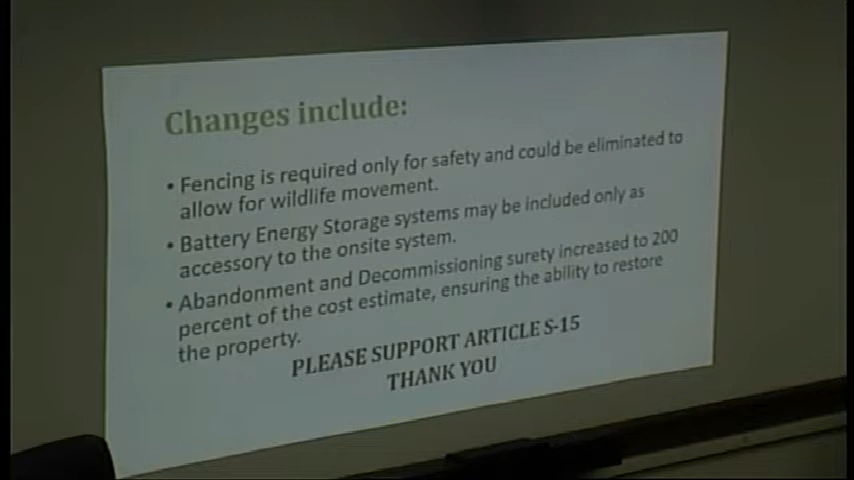 Changes include:
• Fencing is required only for safety and could be eliminated to
allow for wildlife movement.
• Battery Energy Storage systems may be included only as
accessory to the onsite system.
• Abandonment and Decommissioning surety increased to 200
percent of the cost estimate, ensuring the ability to restore
the property.
PLEASE SUPPORT ARTICLE S-15
THANK YOU